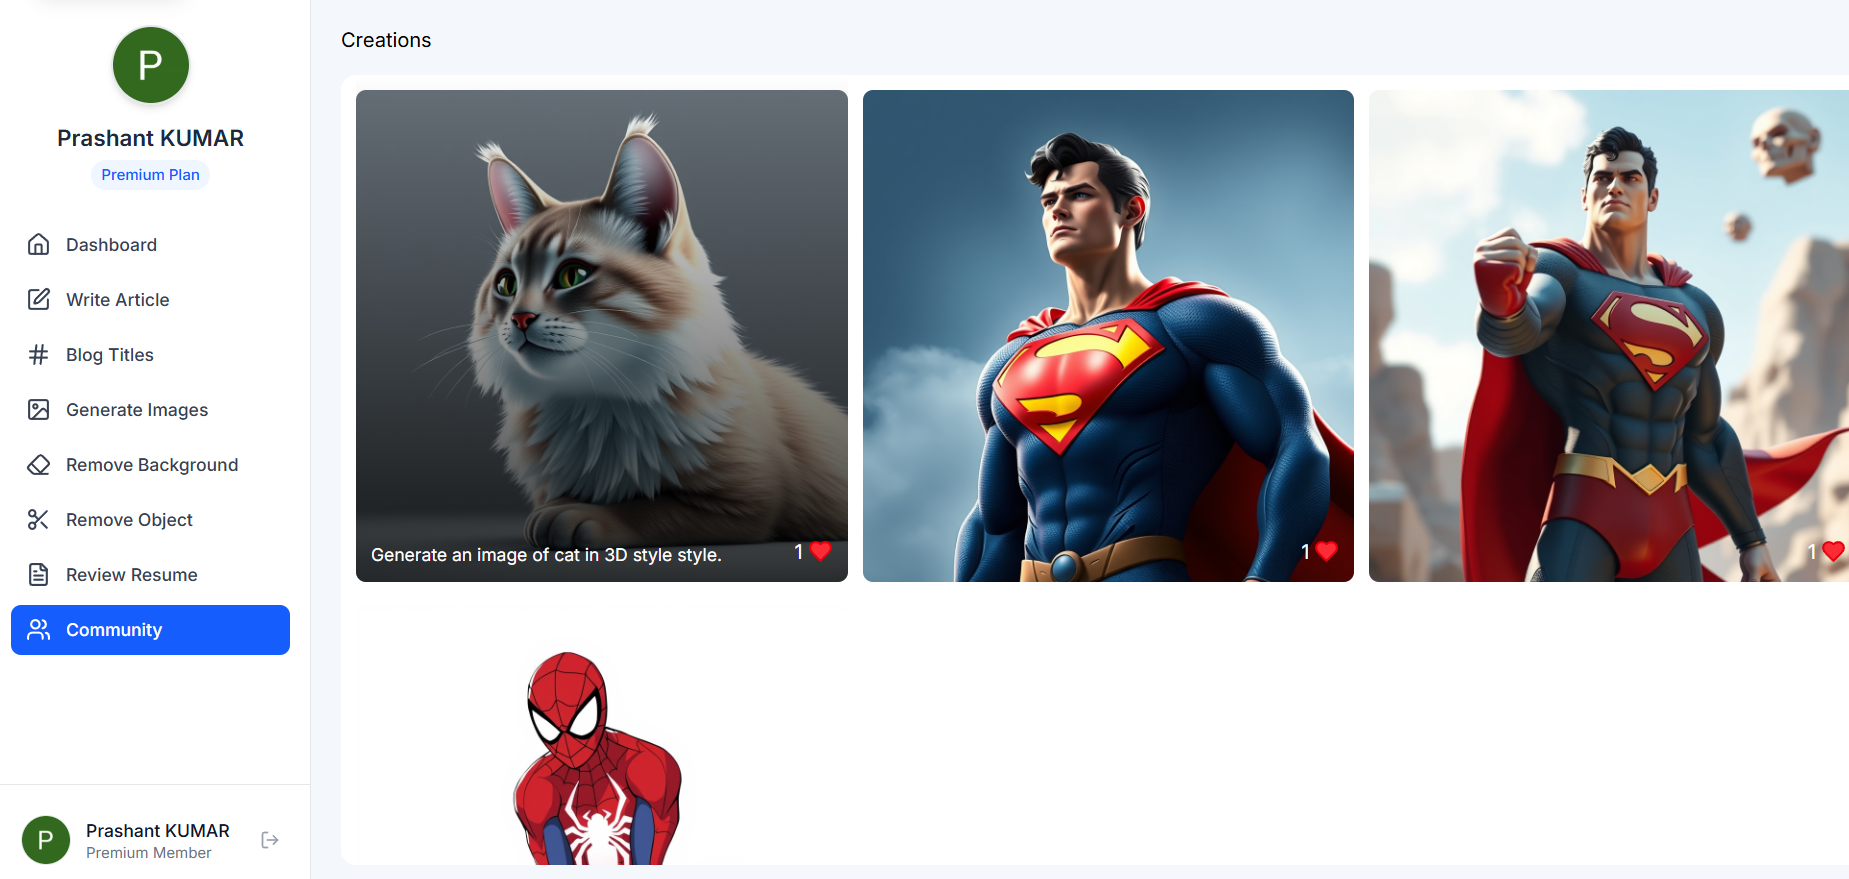 P
Prashant KUMAR
Premium Plan
Dashboard
Write Article
Blog Titles
Generate Images
Remove Background
Remove Object
Review Resume
Community
P
Prashant KUMAR
Premium Member
Creations
Generate an image of cat in 3D style style.
1
1
1